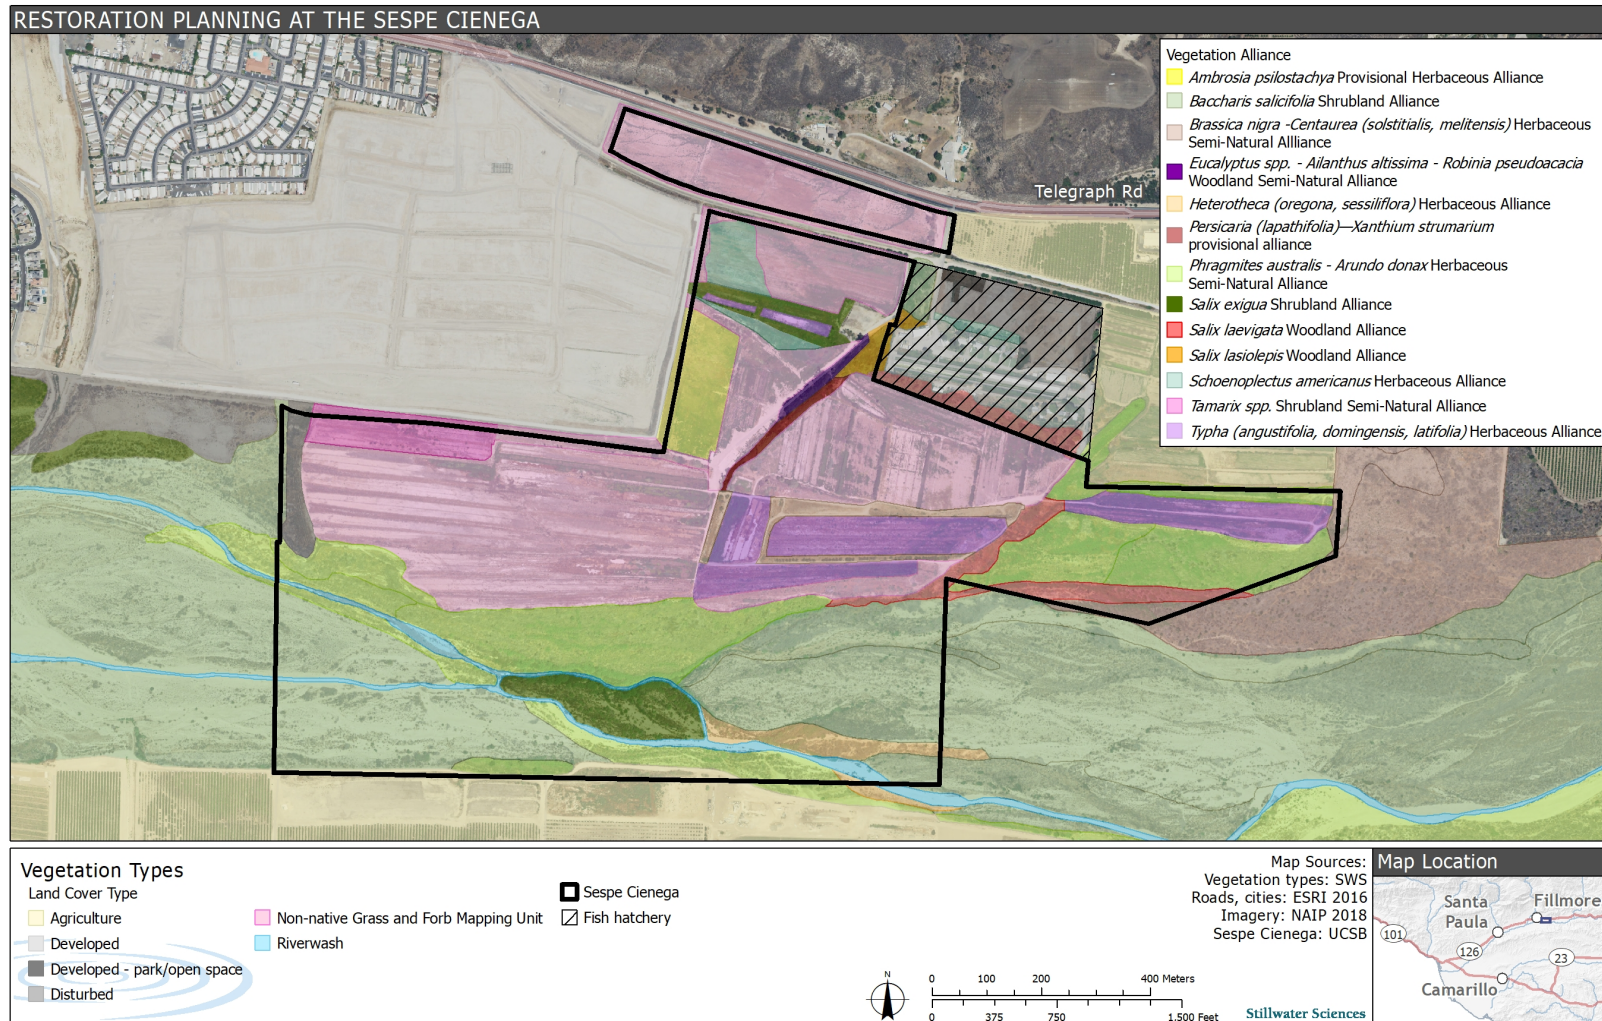 RESTORATION PLANNING AT THE SESPE CIENEGA
Telegraph Rd
Vegetation Alliance
Ambrosia psilostachya Provisional Herbaceous Alliance
Baccharis salicifolia Shrubland Alliance
Brassica nigra -Centaurea (solstitialis, melitensis) Herbaceous
Semi-Natural Allliance
Eucalyptus spp. - Ailanthus altissima - Robinia pseudoacacia
Woodland Semi-Natural Alliance
Heterotheca (oregona, sessiliflora) Herbaceous Alliance
Persicaria (lapathifolia)—Xanthium strumarium
provisional alliance
Phragmites australis - Arundo donax Herbaceous
Semi-Natural Alliance
Salix exigua Shrubland Alliance
Salix laevigata Woodland Alliance
Salix lasiolepis Woodland Alliance
Schoenoplectus americanus Herbaceous Alliance
Tamarix spp. Shrubland Semi-Natural Alliance
Typha (angustifolia, domingensis, latifolia) Herbaceous Alliance
Vegetation Types
Land Cover Type
Agriculture
Developed
Developed - park/open space
Disturbed
Non-native Grass and Forb Mapping Unit
Riverwash
Sespe Cienega
Fish hatchery
N
0 100 200 400 Meters
0 375 750 1,500 Feet
Map Sources:
Vegetation types: SWS
Roads, cities: ESRI 2016
Imagery: NAIP 2018
Sespe Cienega: UCSB
Stillwater Sciences
Map Location
Santa
Paula
Fillmore
101
126
23
Camarillo